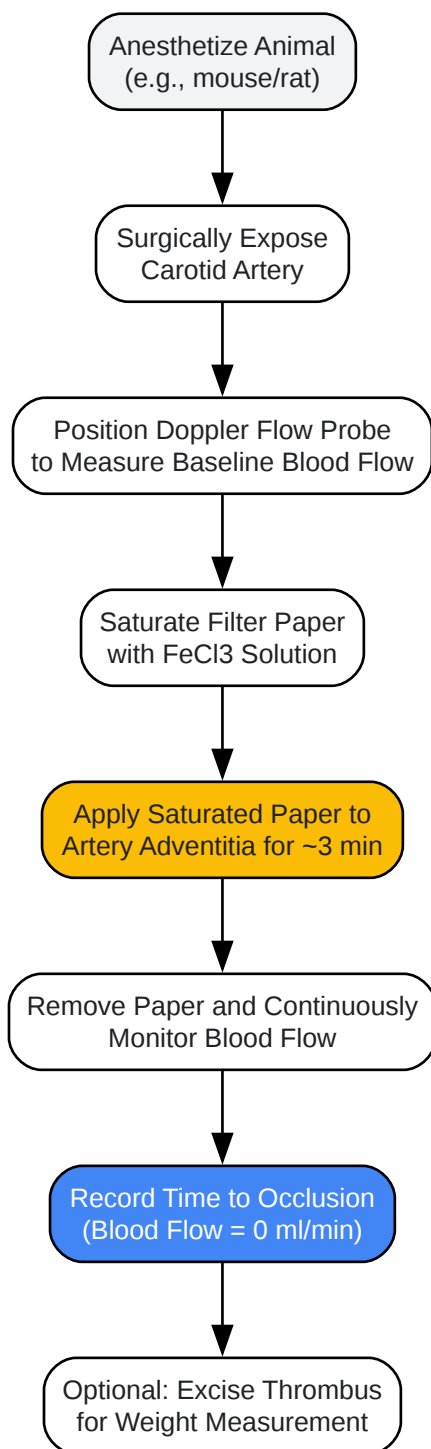 Anesthetize Animal
(e.g., mouse/rat)
Surgically Expose
Carotid Artery
Position Doppler Flow Probe
to Measure Baseline Blood Flow
Saturate Filter Paper
with FeCl3 Solution
Apply Saturated Paper to
Artery Adventitia for ~3 min
Remove Paper and Continuously
Monitor Blood Flow
Record Time to Occlusion
(Blood Flow = 0 ml/min)
Optional: Excise Thrombus
for Weight Measurement